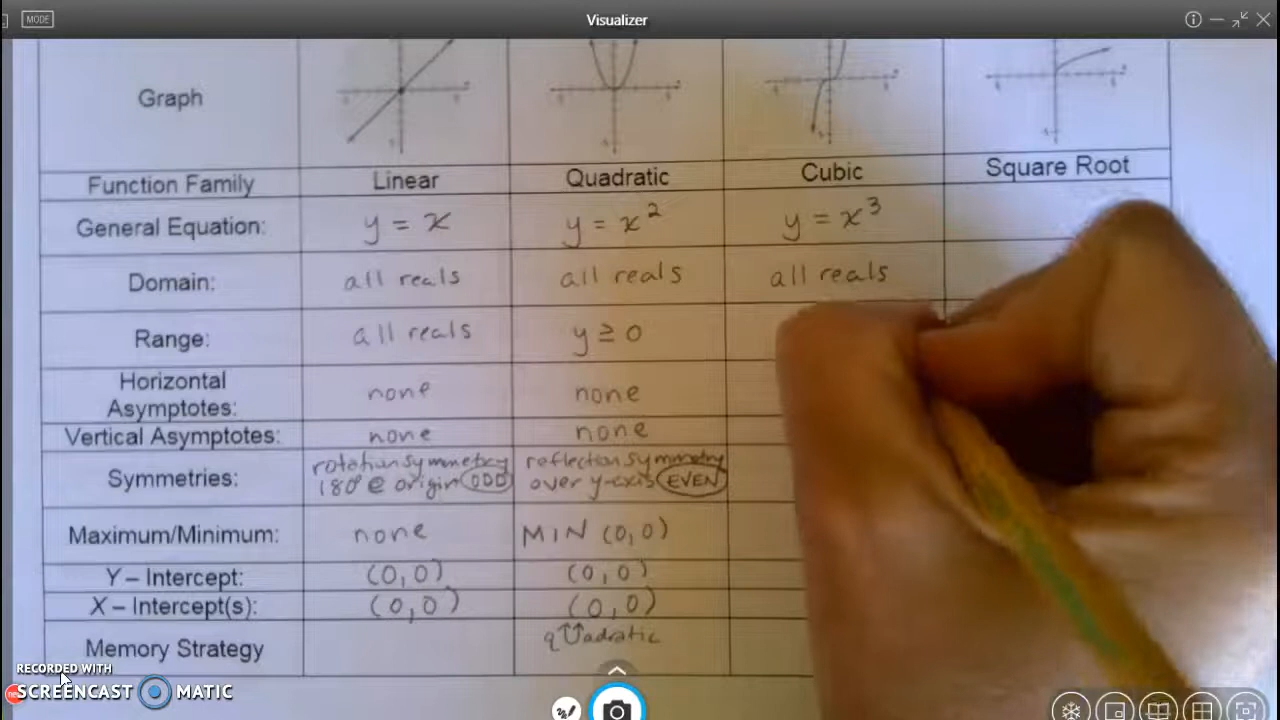 MODE
Visualizer
Graph
Function Family Linear Quadratic Cubic Square Root
General Equation: y = x y = x² y = x³
Domain: all reals all reals all reals
Range: all reals y ≥ 0
Horizontal
Asymptotes: none none
Vertical Asymptotes: none none
Symmetries: rotation symmetry reflection symmetry
180° @ origin ODD over y-axis EVEN
Maximum/Minimum: none MIN (0,0)
Y – Intercept: (0,0) (0,0)
X – Intercept(s): (0,0) (0,0)
Memory Strategy q↑↑adratic
RECORDED WITH
SCREENCAST MATIC